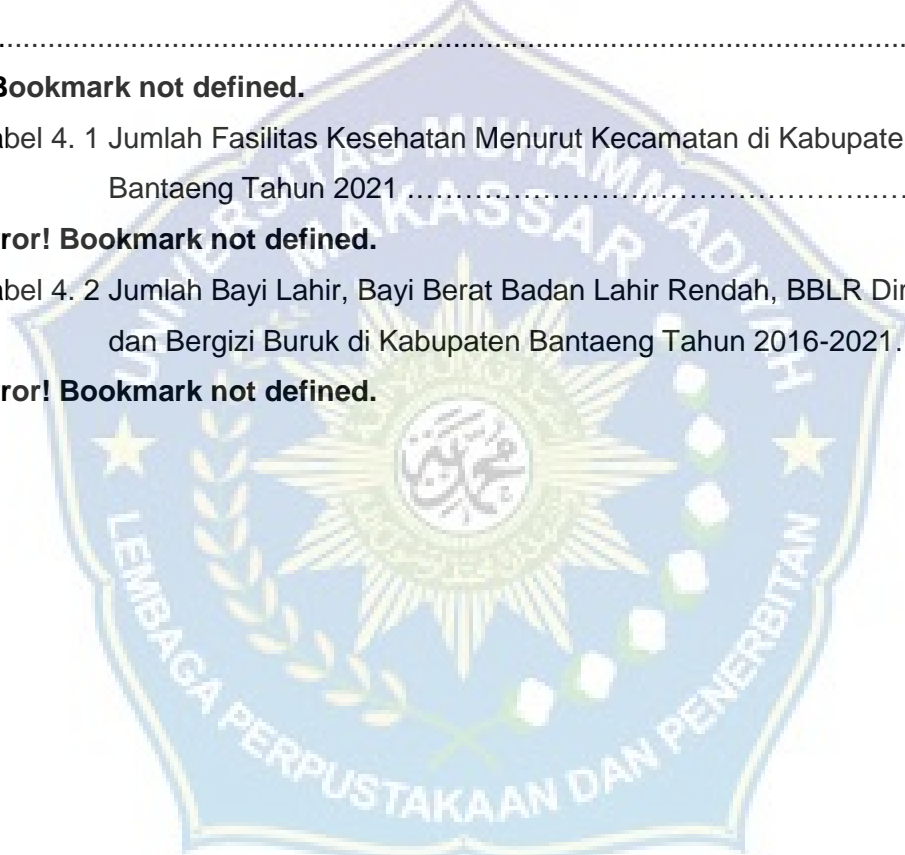 ..........................................................................................................
Bookmark not defined.
abel 4. 1 Jumlah Fasilitas Kesehatan Menurut Kecamatan di Kabupate
Bantaeng Tahun 2021 ..........................................................
ror! Bookmark not defined.
abel 4. 2 Jumlah Bayi Lahir, Bayi Berat Badan Lahir Rendah, BBLR Dir
dan Bergizi Buruk di Kabupaten Bantaeng Tahun 2016-2021.
ror! Bookmark not defined.
UNIVERSITAS MUHAMMADIYAH
MAKASSAR
LEMBAGA PERPUSTAKAAN DAN PENERBITAN